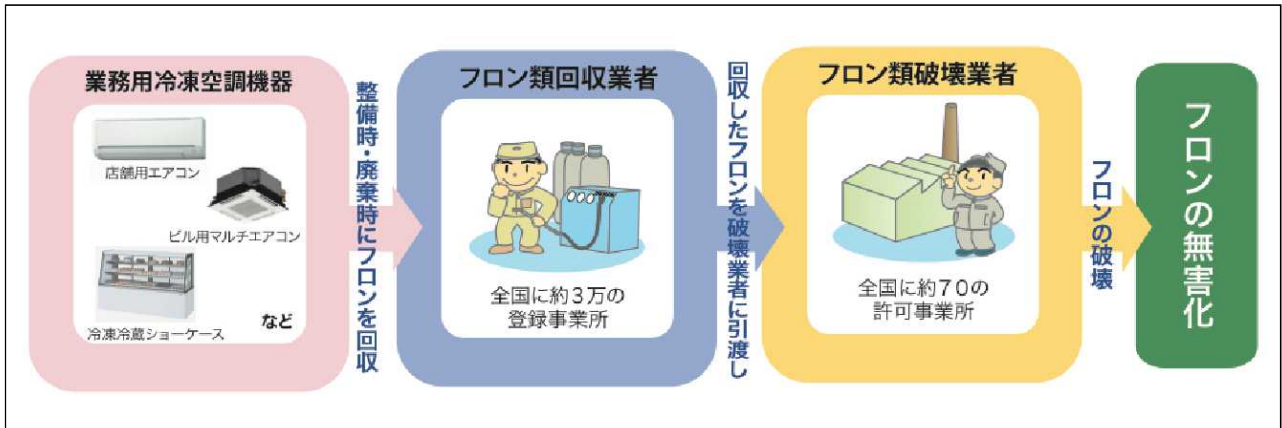 業務用冷凍空調機器
店舗用エアコン
ビル用マルチエアコン
冷凍冷蔵ショーケース
など
整備時・廃棄時にフロンを回収
フロン類回収業者
全国に約3万の
登録事業所
回収したフロンを破壊業者に引渡し
フロン類破壊業者
全国に約70の
許可事業所
フロンの破壊
フロンの無害化